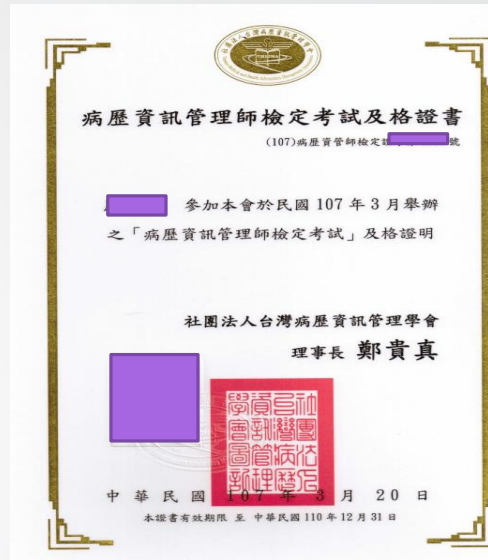 病歷資訊管理師檢定考試及格證書
(107)病歷資管師檢定證 號
參加本會於民國 107 年 3 月舉辦
之「病歷資訊管理師檢定考試」及格證明
社團法人台灣病歷資訊管理學會
理事長 鄭貴真
中華民國 107 年 3 月 20 日
本證書有效期限 至 中華民國 110 年 12 月 31 日